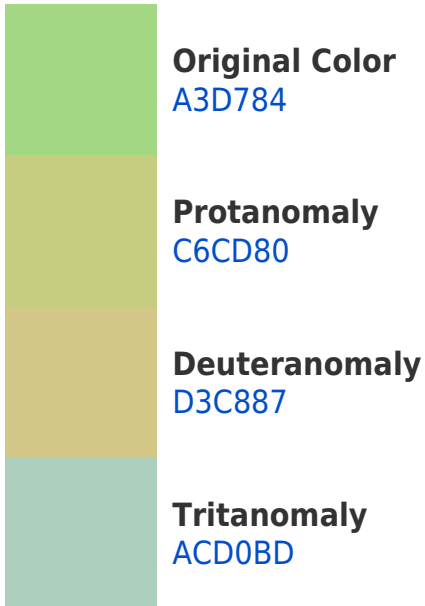 Original Color
A3D784
Protanomaly
C6CD80
Deuteranomaly
D3C887
Tritanomaly
ACD0BD